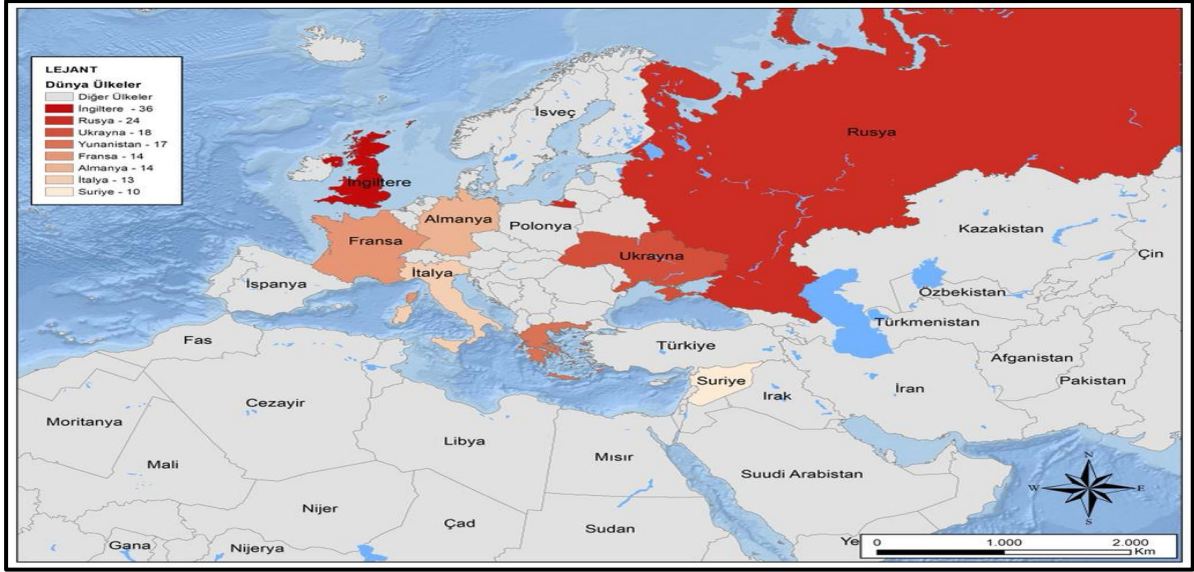 LEJANT
Dünya Ülkeler
Diğer Ülkeler
İngiltere - 36
Rusya - 24
Ukrayna - 18
Yunanistan - 17
Fransa - 14
Almanya - 14
İtalya - 13
Suriye - 10
İsveç
Rusya
İngiltere
Almanya
Polonya
Fransa
Ukrayna
Kazakistan
Çin
İtalya
İspanya
Özbekistan
Türkmenistan
Fas
Türkiye
Afganistan
Pakistan
Suriye
Irak
İran
Cezayir
Moritanya
Libya
Mısır
Suudi Arabistan
Mali
Nijer
Çad
Sudan
Gana
Nijerya
Ye
N
W
E
S
0 1.000 2.000
Km